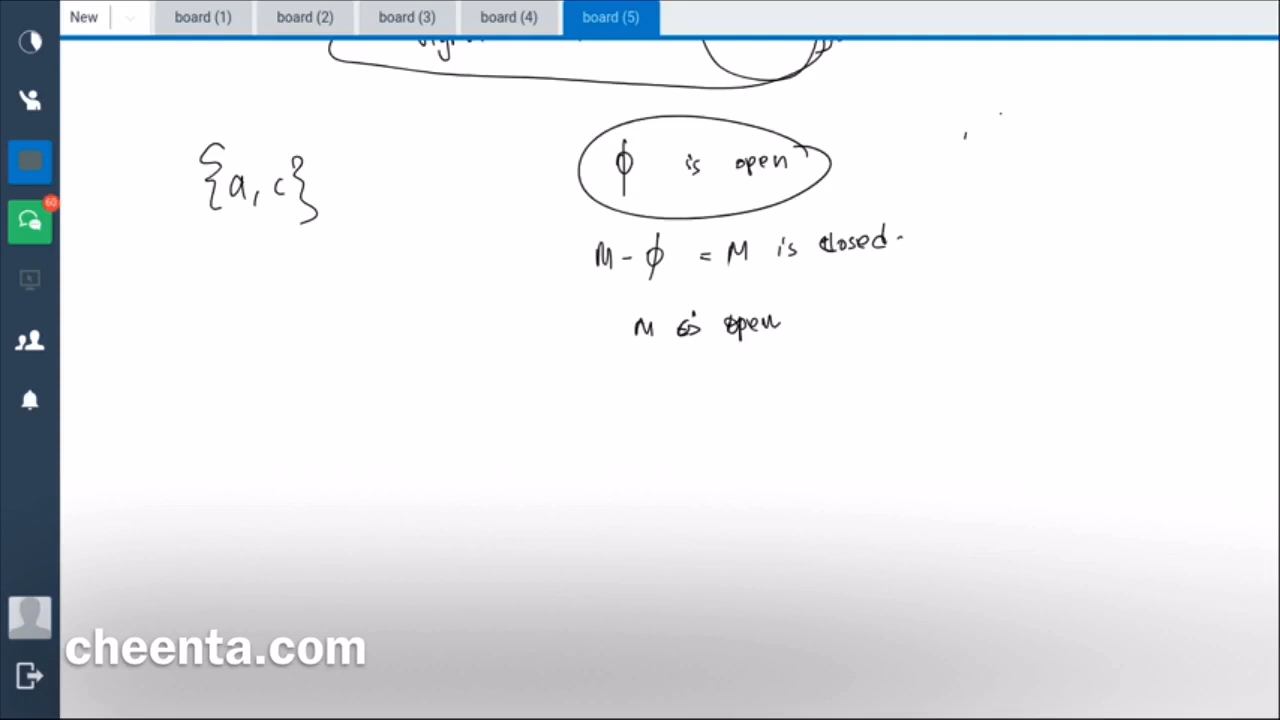 New board (1) board (2) board (3) board (4) board (5)
{a, c}
ϕ is open
M - ϕ = M is closed.
M is open
60
cheenta.com